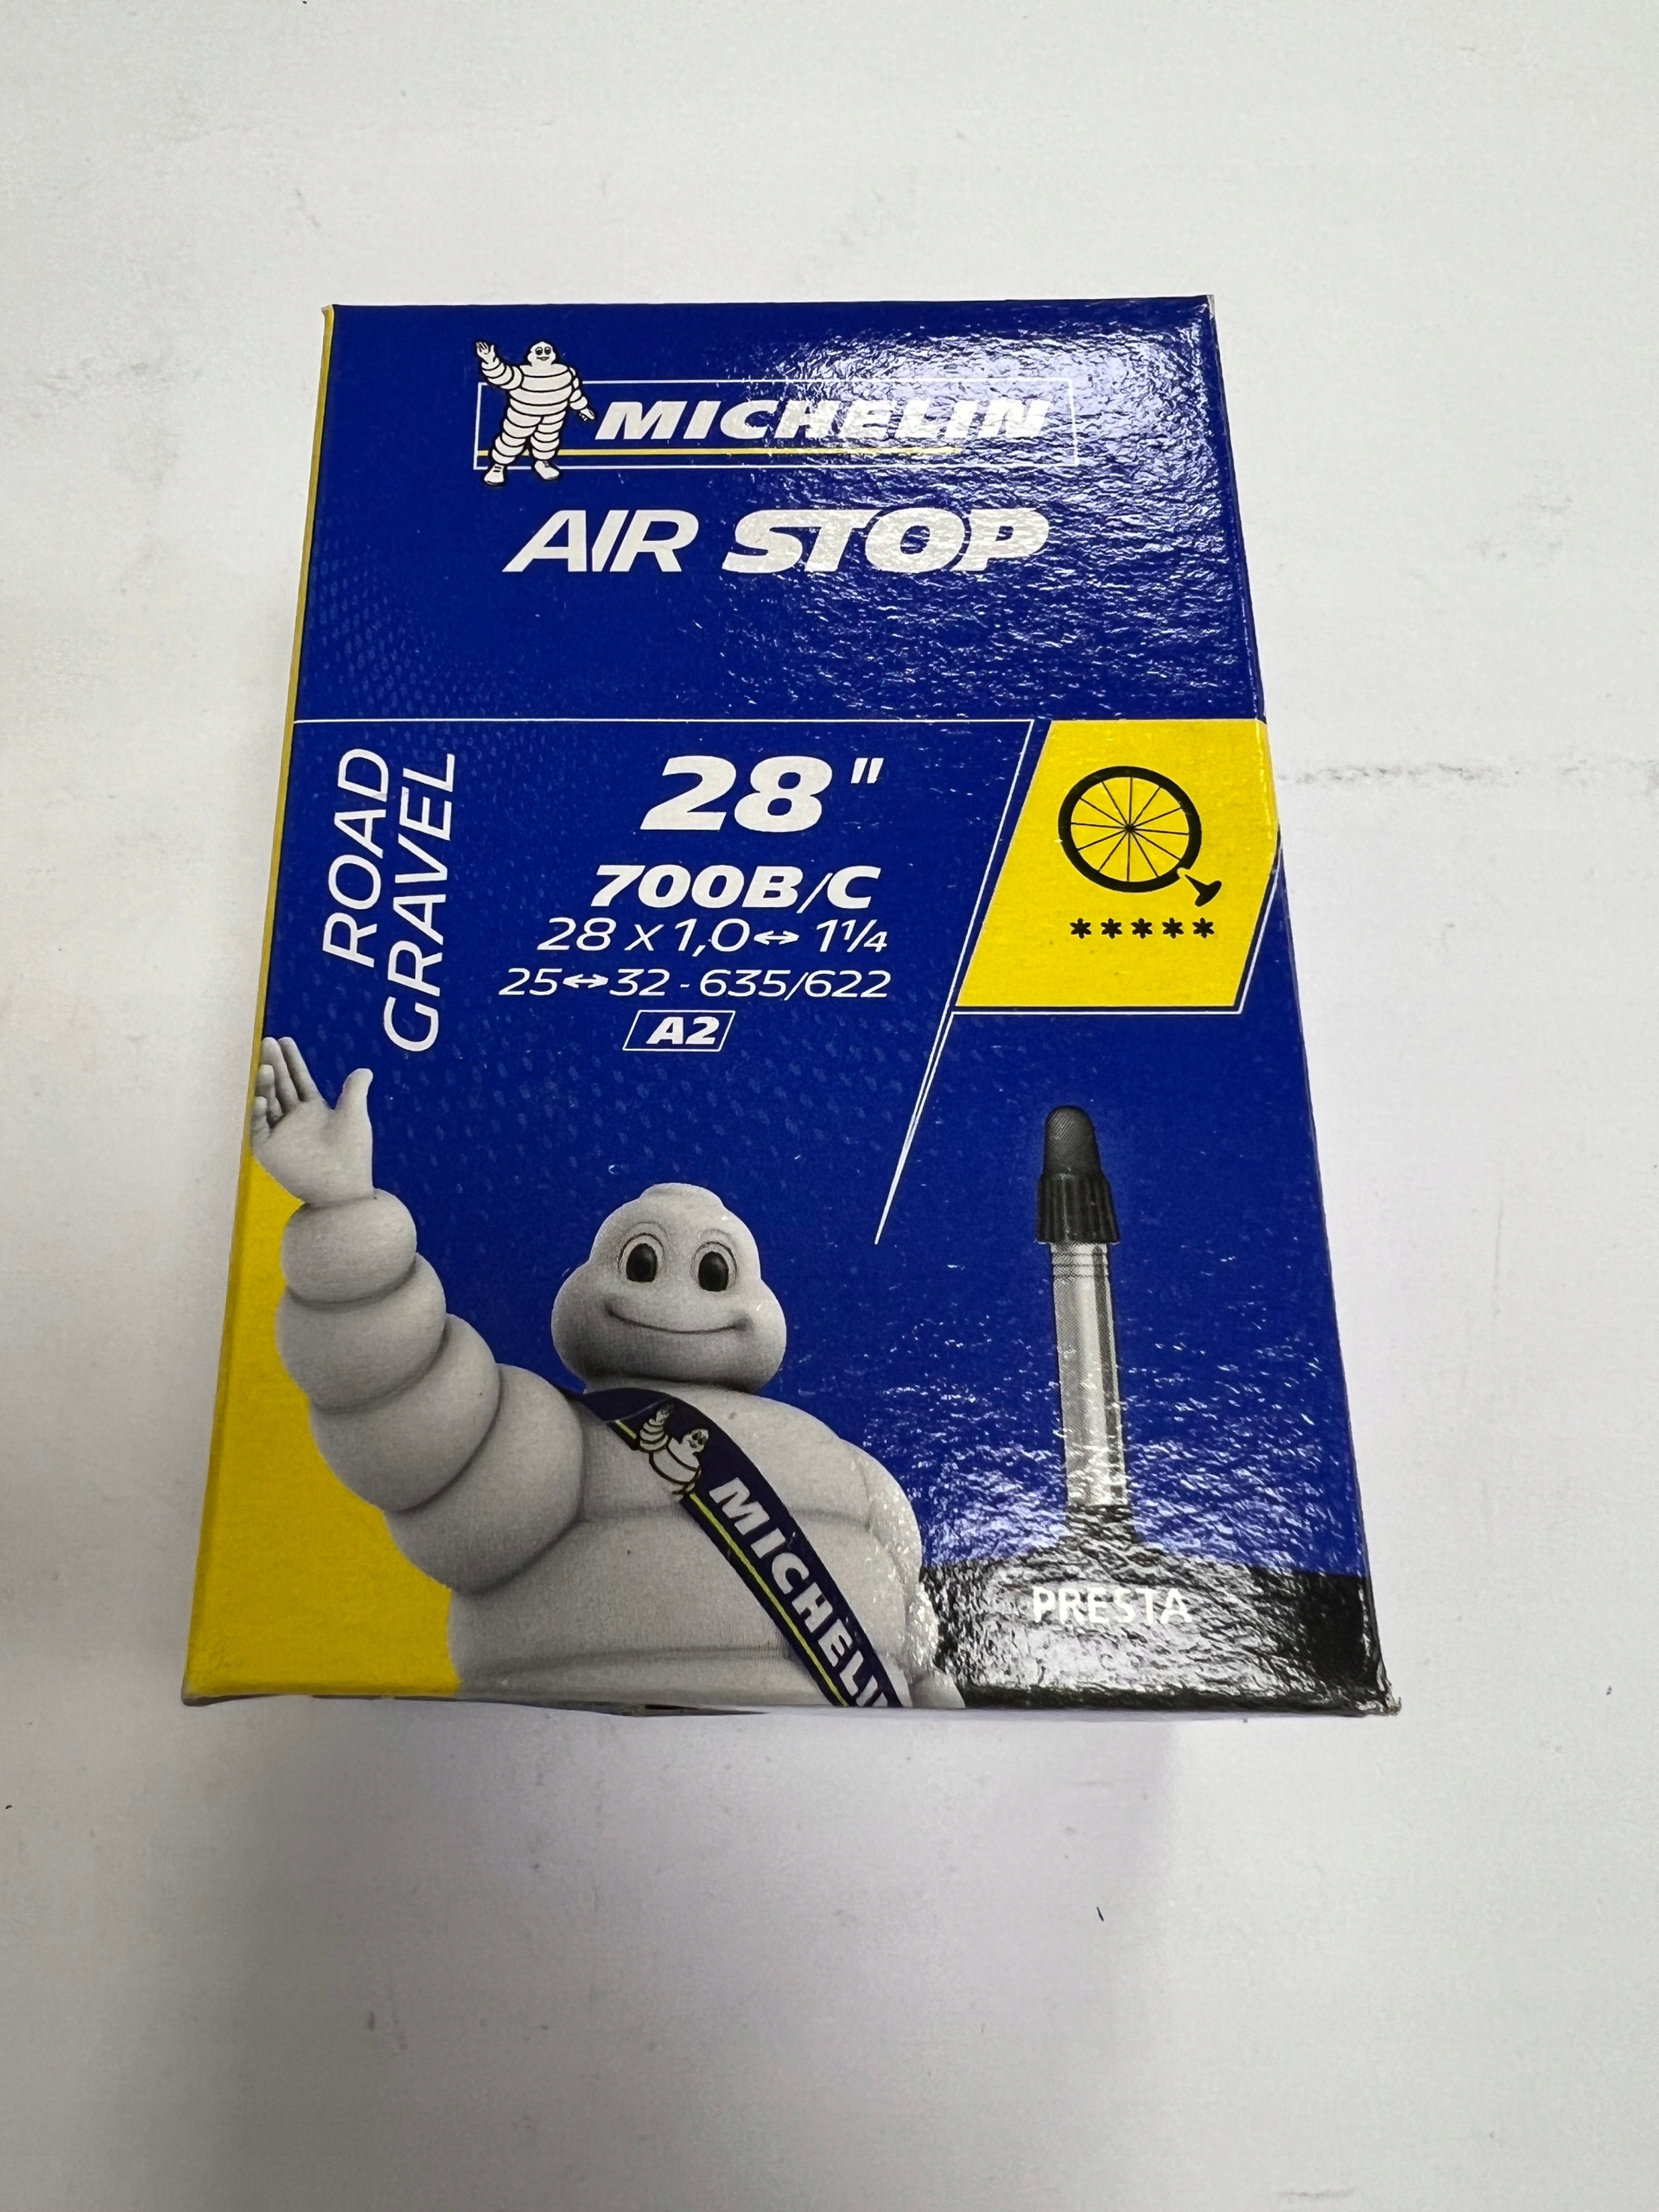 MICHELIN
AIR STOP
ROAD
GRAVEL
28"
700B/C
28 x 1,0↔ 1¼
25↔32 - 635/622
A2
*****
MICHELIN
PRESTA